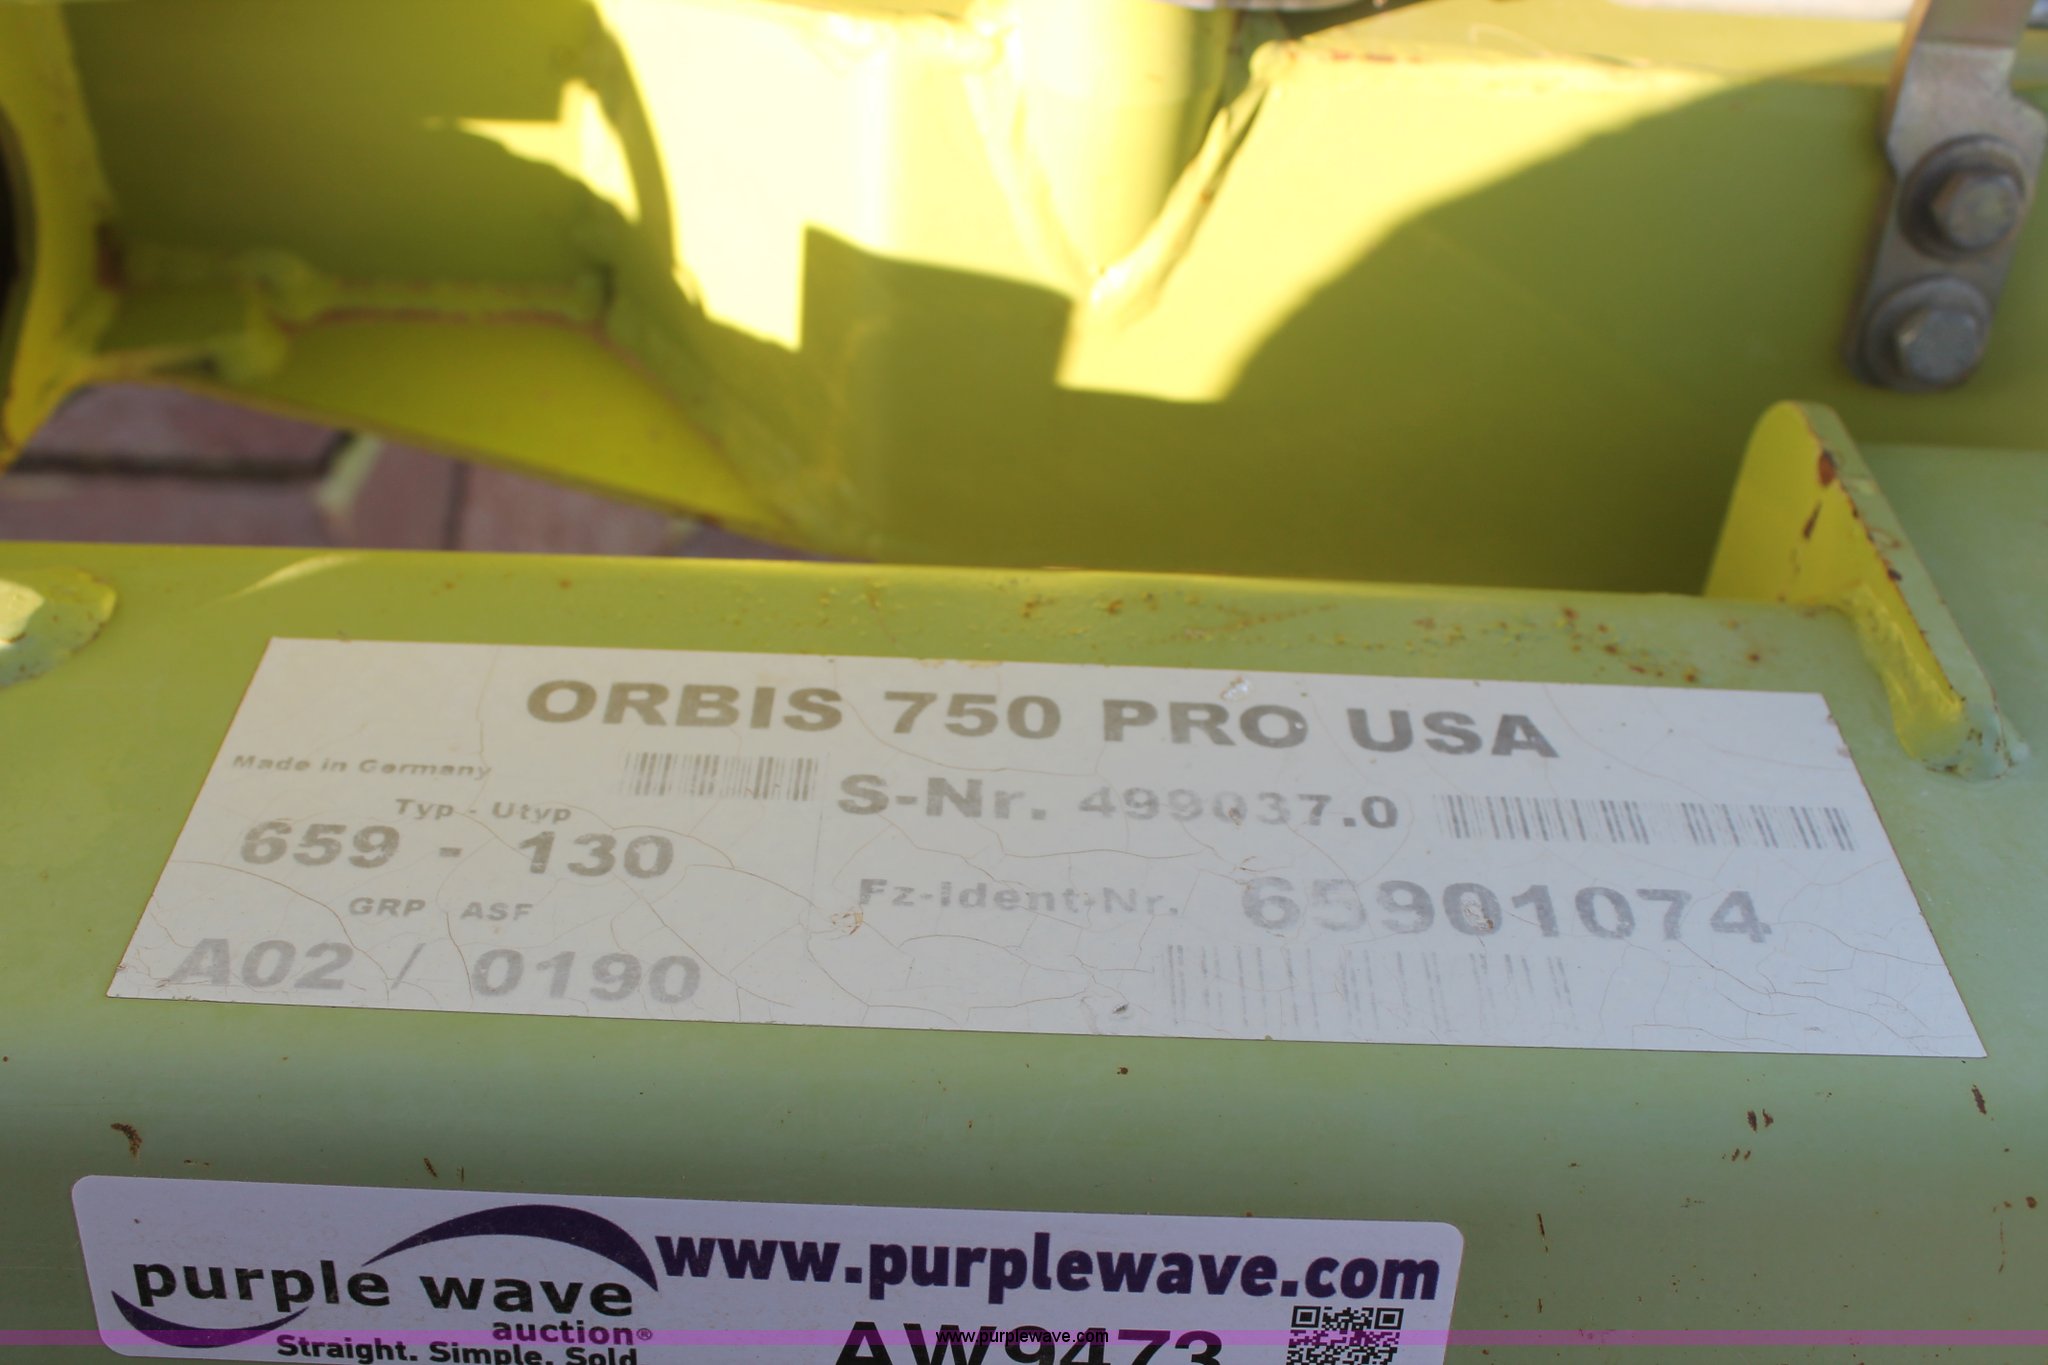 ORBIS 750 PRO USA
Made in Germany
S-Nr. 499037.0
Typ - Utyp
659 - 130
Fz-Ident-Nr. 65901074
GRP ASF
A02 / 0190
purple wave
auction®
Straight. Simple. Sold
www.purplewave.com
AW9473
www.purplewave.com